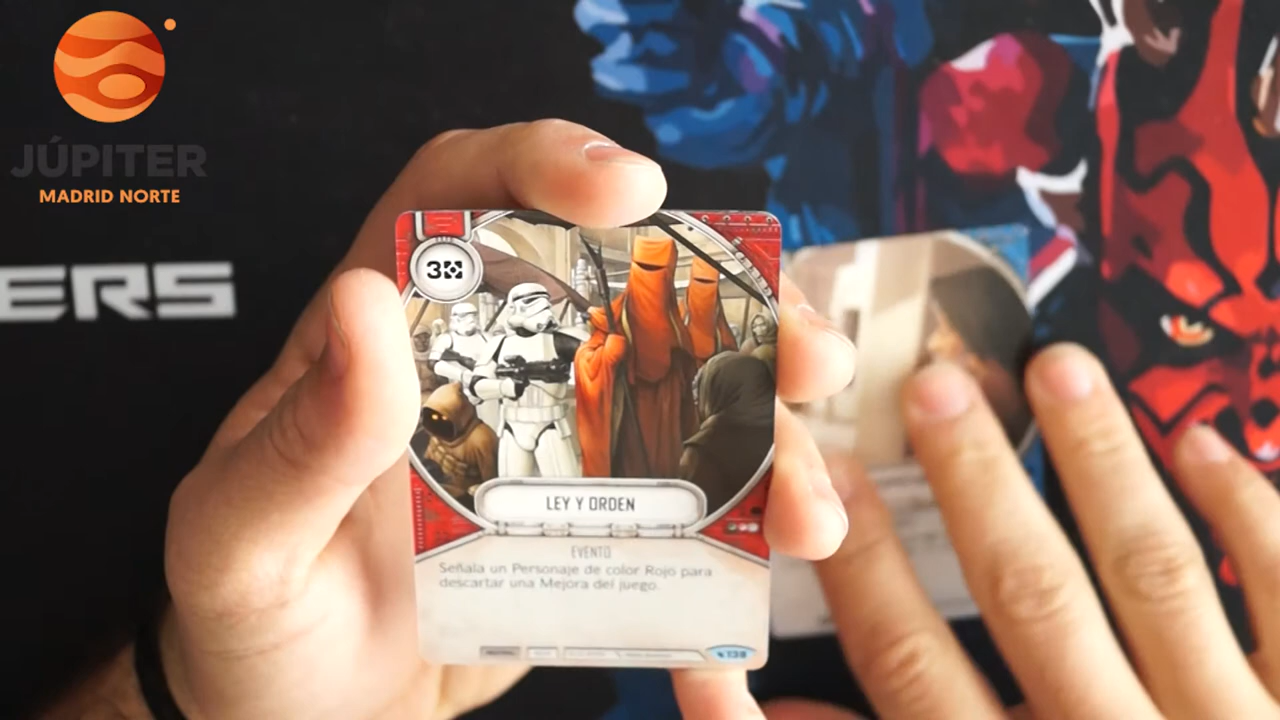 JÚPITER
MADRID NORTE
ERS
3
LEY Y ORDEN
EVENTO
Señala un Personaje de color Rojo para
descartar una Mejora del juego.
138